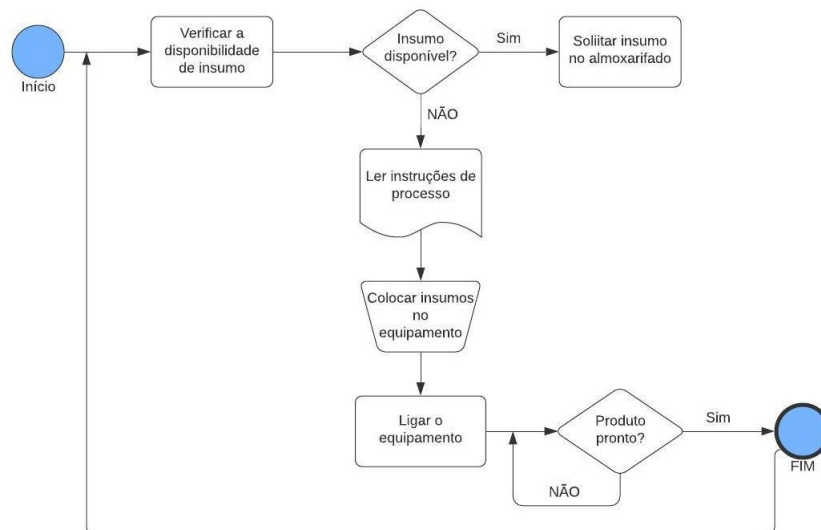 Início
Verificar a
disponibilidade
de insumo
Insumo
disponível?
Sim
Soliitar insumo
no almoxarifado
NÃO
Ler instruções de
processo
Colocar insumos
no
equipamento
Ligar o
equipamento
Produto
pronto?
Sim
NÃO
FIM